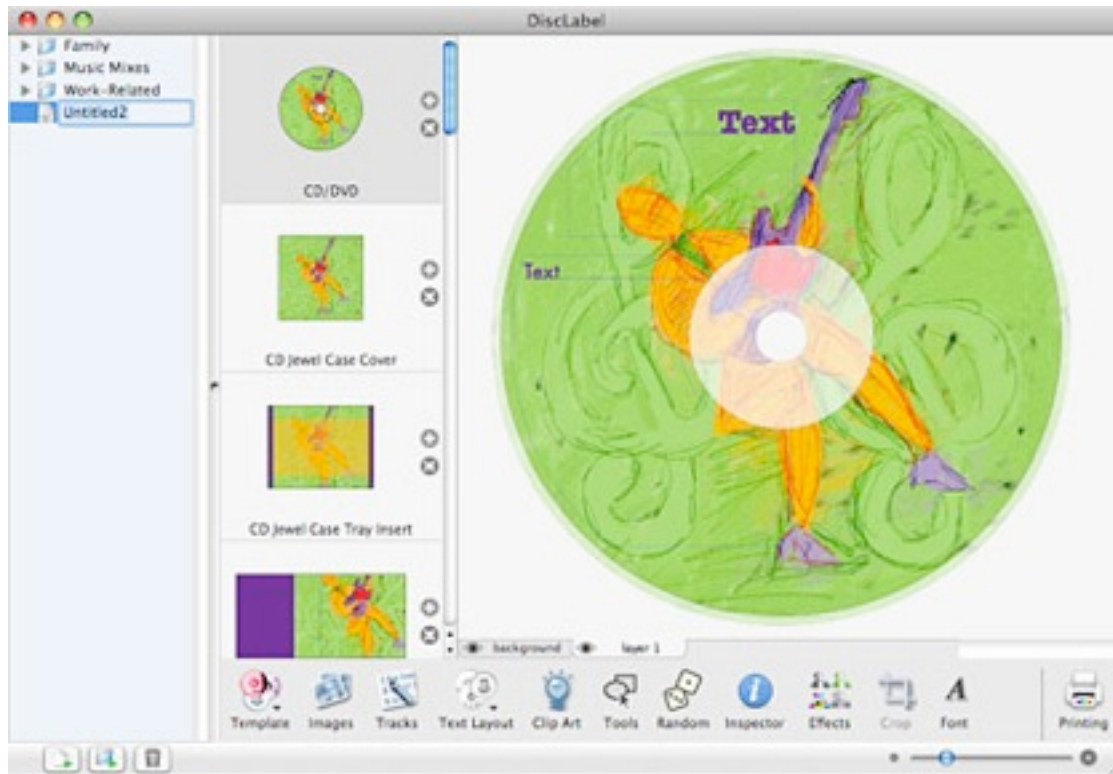 DiscLabel
Family
Music Mixes
Work-Related
Untitled2
CD/DVD
CD Jewel Case Cover
CD Jewel Case Tray Insert
Text
Text
background
layer 1
Template
Images
Tracks
Text Layout
Clip Art
Tools
Random
Inspector
Effects
Crop
Font
Printing